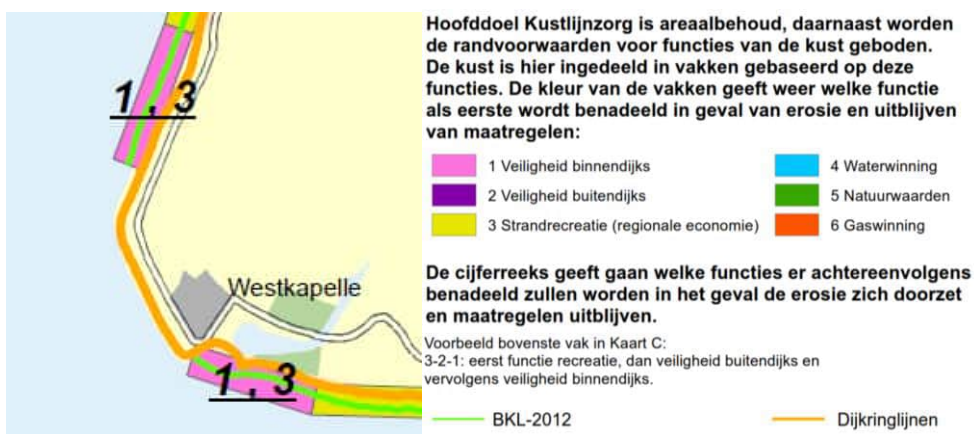 Hoofddoel Kustlijnzorg is areaalbehoud, daarnaast worden
de randvoorwaarden voor functies van de kust geboden.
De kust is hier ingedeeld in vakken gebaseerd op deze
functies. De kleur van de vakken geeft weer welke functie
als eerste wordt benadeeld in geval van erosie en uitblijven
van maatregelen:
1 Veiligheid binnendijks
2 Veiligheid buitendijks
3 Strandrecreatie (regionale economie)
4 Waterwinning
5 Natuurwaarden
6 Gaswinning
De cijferreeks geeft gaan welke functies er achtereenvolgens
benadeeld zullen worden in het geval de erosie zich doorzet
en maatregelen uitblijven.
Voorbeeld bovenste vak in Kaart C:
3-2-1: eerst functie recreatie, dan veiligheid buitendijks en
vervolgens veiligheid binnendijks.
BKL-2012
Dijkringlijnen
1 , 3
Westkapelle
1 , 3